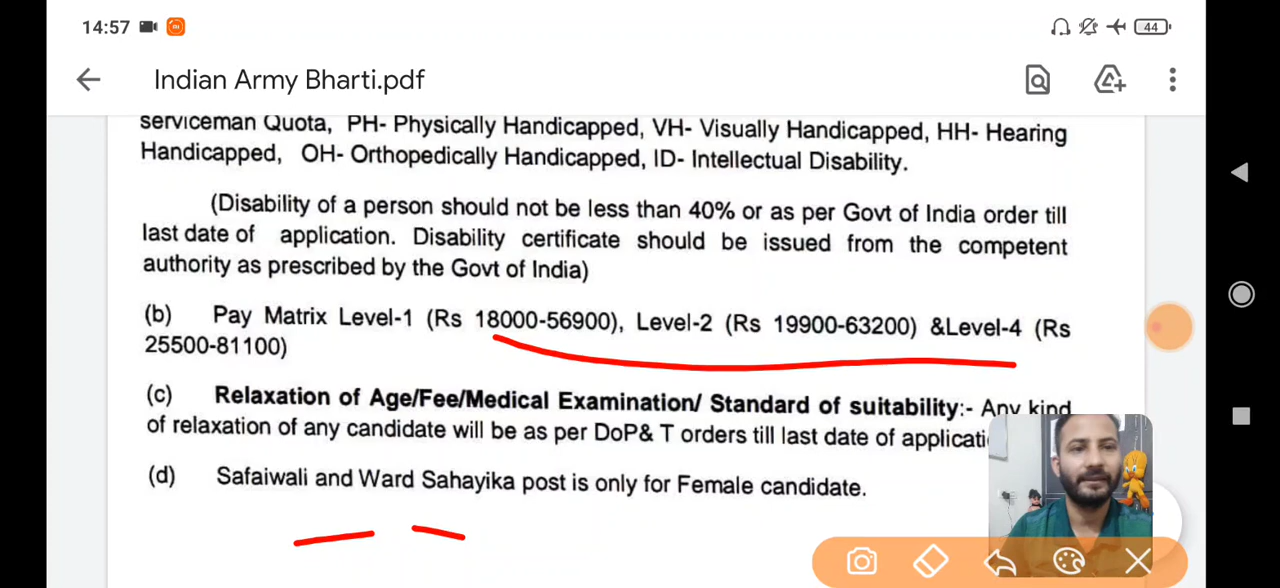 14:57
44
Indian Army Bharti.pdf
serviceman Quota, PH- Physically Handicapped, VH- Visually Handicapped, HH- Hearing
Handicapped, OH- Orthopedically Handicapped, ID- Intellectual Disability.
(Disability of a person should not be less than 40% or as per Govt of India order till
last date of application. Disability certificate should be issued from the competent
authority as prescribed by the Govt of India)
(b) Pay Matrix Level-1 (Rs 18000-56900), Level-2 (Rs 19900-63200) &Level-4 (Rs
25500-81100)
(c) Relaxation of Age/Fee/Medical Examination/ Standard of suitability:- Any kind
of relaxation of any candidate will be as per DoP& T orders till last date of applicati
(d) Safaiwali and Ward Sahayika post is only for Female candidate.